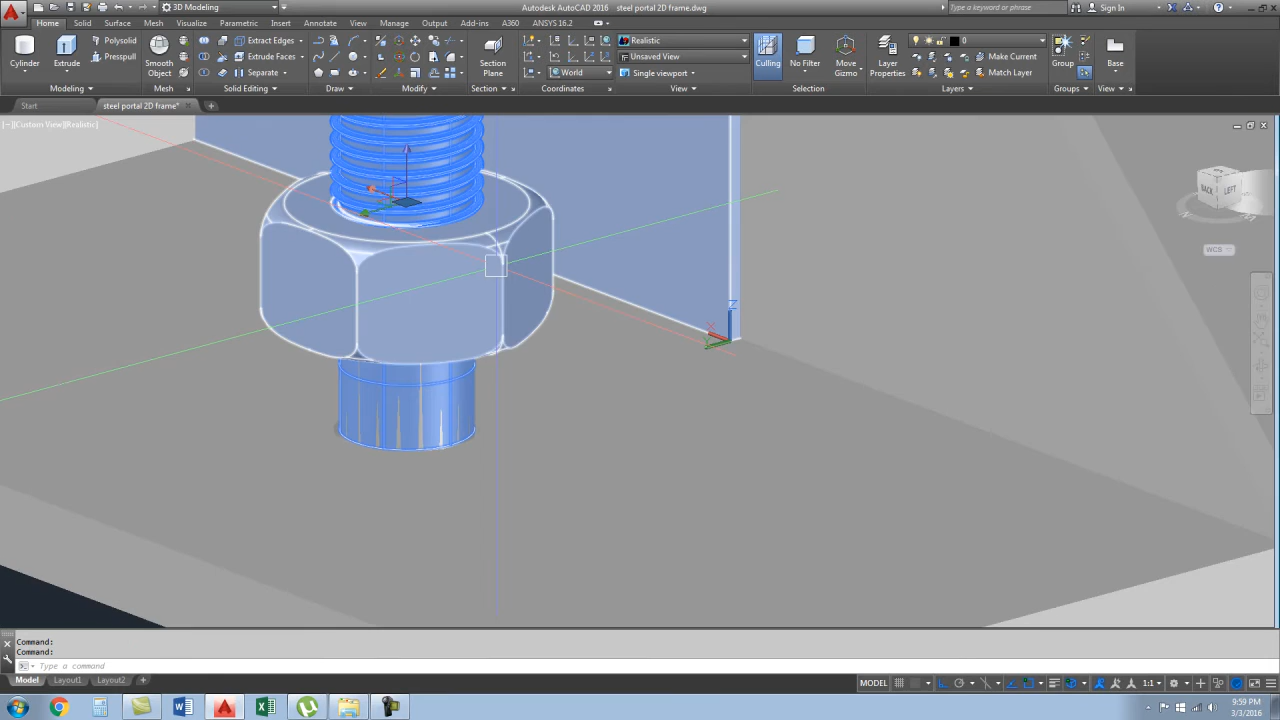 3D Modeling
Autodesk AutoCAD 2016 steel portal 2D frame.dwg
Type a keyword or phrase
Sign In
Home Solid Surface Mesh Visualize Parametric Insert Annotate View Manage Output Add-ins A360 ANSYS 16.2
Cylinder
Extrude
Polysolid
Presspull
Smooth
Object
Extract Edges
Extrude Faces
Separate
Section
Plane
World
Realistic
Unsaved View
Single viewport
Culling
No Filter
Move
Gizmo
Layer
Properties
0
Make Current
Match Layer
Group
Base
Modeling Mesh Solid Editing Draw Modify Section Coordinates View Selection Layers Groups View
Start steel portal 2D frame*
[−][Custom View][Realistic]
BACK LEFT
WCS
Z
X
Y
Command:
Command:
Type a command
Model Layout1 Layout2
MODEL 1:1
9:59 PM
3/3/2016